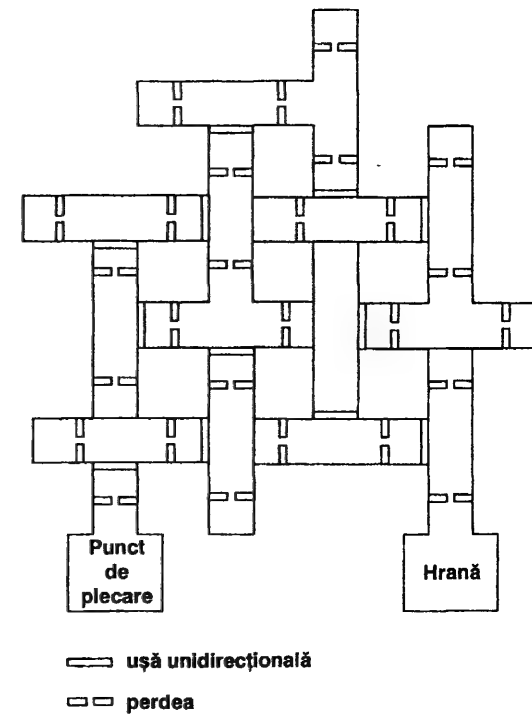 Punct
de
plecare
Hrană
ușă unidirecțională
perdea